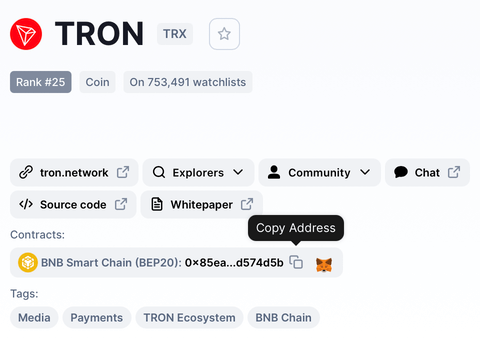 TRON TRX
Rank #25 Coin On 753,491 watchlists
tron.network Explorers Community Chat
Source code Whitepaper
Copy Address
Contracts:
BNB Smart Chain (BEP20): 0x85ea...d574d5b
Tags:
Media Payments TRON Ecosystem BNB Chain